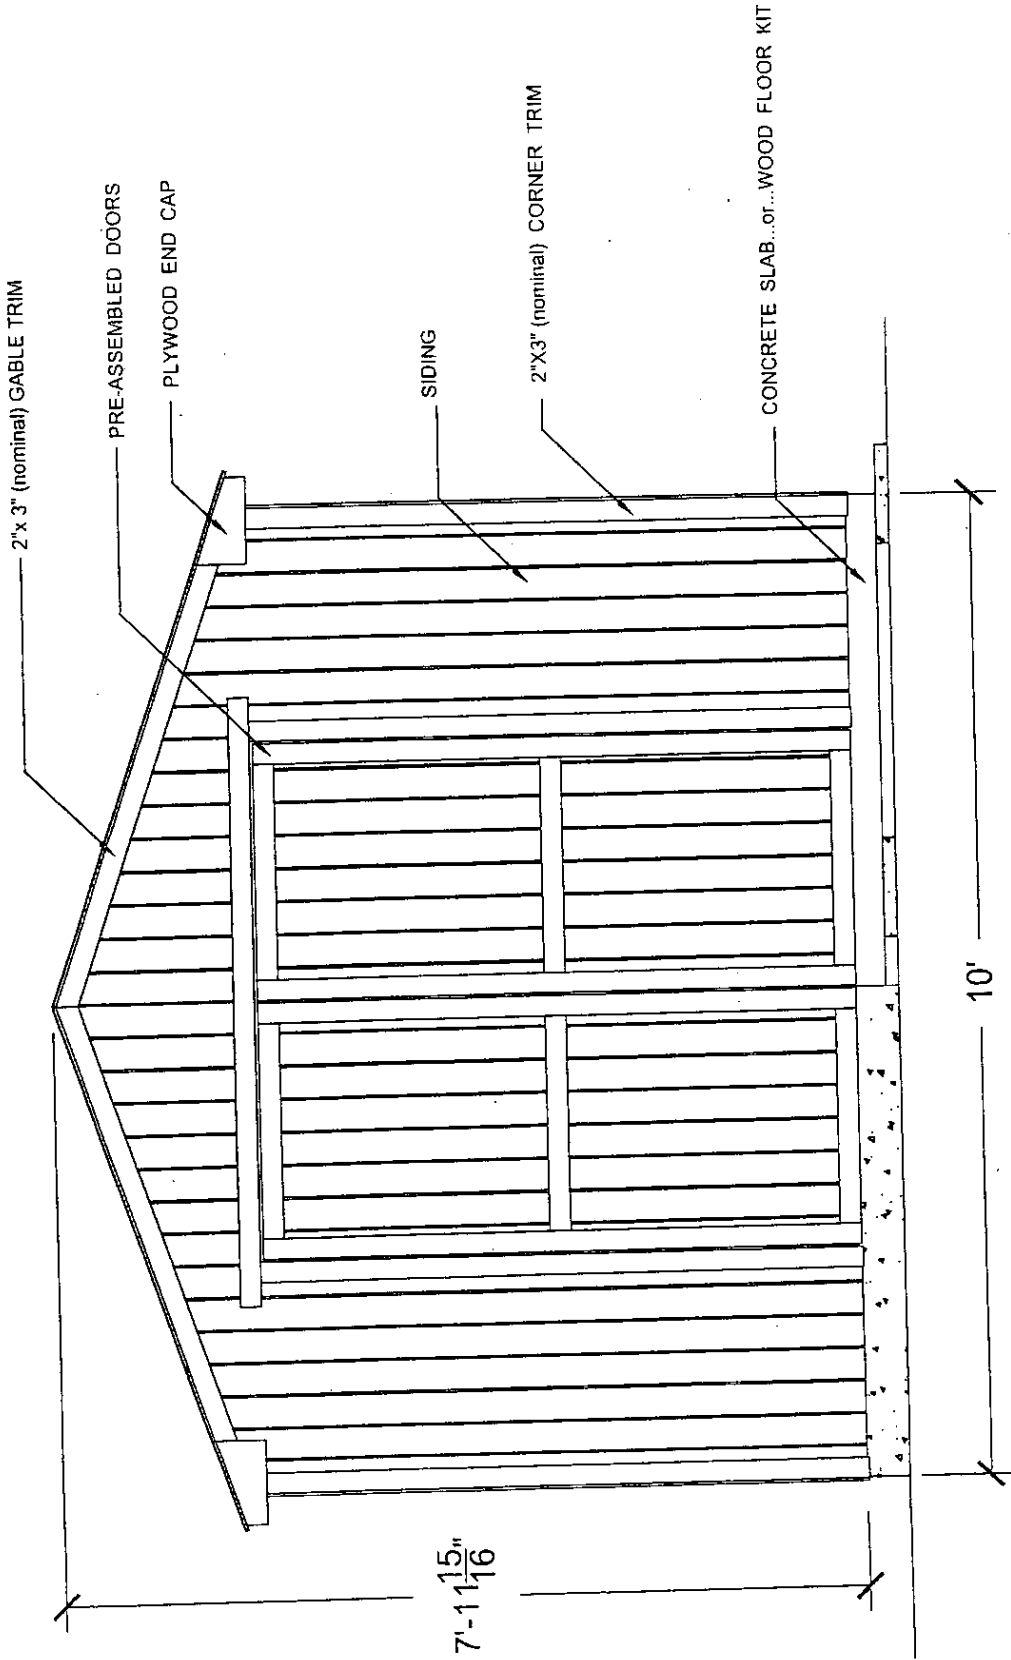 2"x 3" (nominal) GABLE TRIM
PRE-ASSEMBLED DOORS
PLYWOOD END CAP
SIDING
2"X3" (nominal) CORNER TRIM
CONCRETE SLAB...or...WOOD FLOOR KIT
7'-11 15/16"
10'